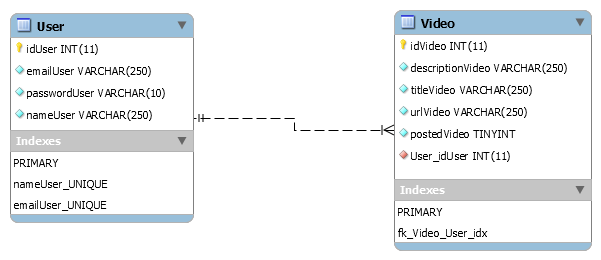 User
idUser INT(11)
emailUser VARCHAR(250)
passwordUser VARCHAR(10)
nameUser VARCHAR(250)
Indexes
PRIMARY
nameUser_UNIQUE
emailUser_UNIQUE
Video
idVideo INT(11)
descriptionVideo VARCHAR(250)
titleVideo VARCHAR(250)
urlVideo VARCHAR(250)
postedVideo TINYINT
User_idUser INT(11)
Indexes
PRIMARY
fk_Video_User_idx